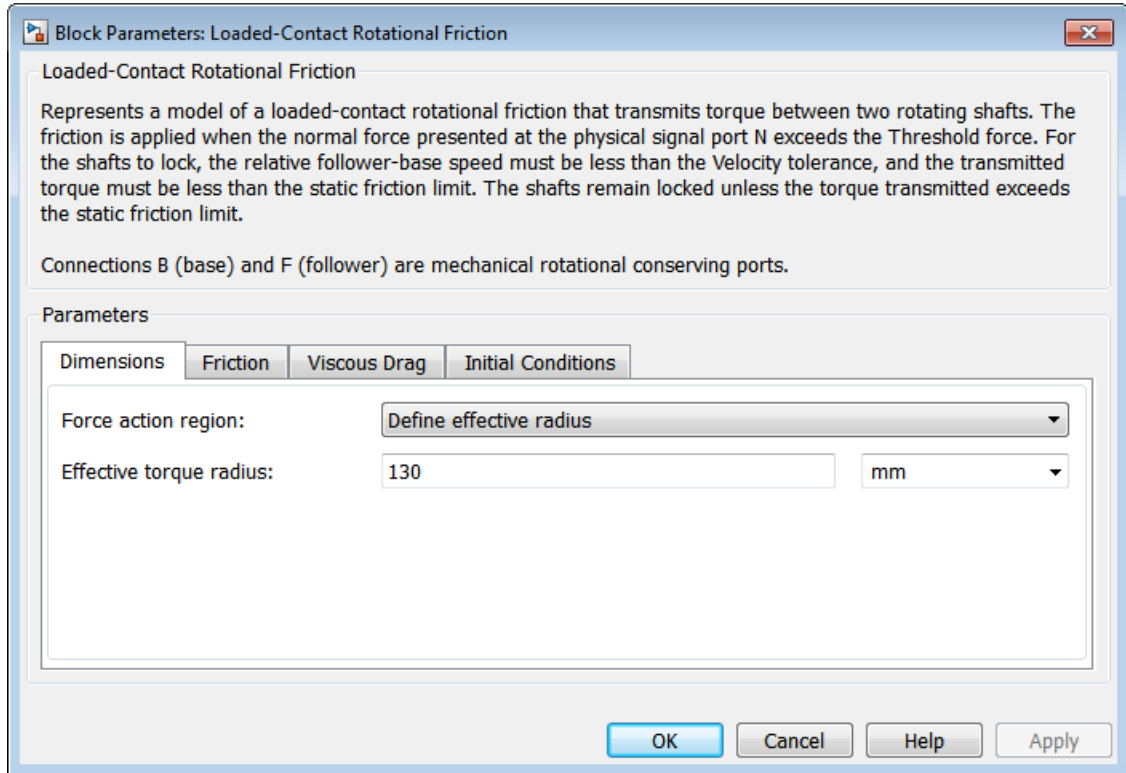 Block Parameters: Loaded-Contact Rotational Friction
Loaded-Contact Rotational Friction
Represents a model of a loaded-contact rotational friction that transmits torque between two rotating shafts. The
friction is applied when the normal force presented at the physical signal port N exceeds the Threshold force. For
the shafts to lock, the relative follower-base speed must be less than the Velocity tolerance, and the transmitted
torque must be less than the static friction limit. The shafts remain locked unless the torque transmitted exceeds
the static friction limit.
Connections B (base) and F (follower) are mechanical rotational conserving ports.
Parameters
Dimensions Friction Viscous Drag Initial Conditions
Force action region: Define effective radius
Effective torque radius: 130 mm
OK Cancel Help Apply